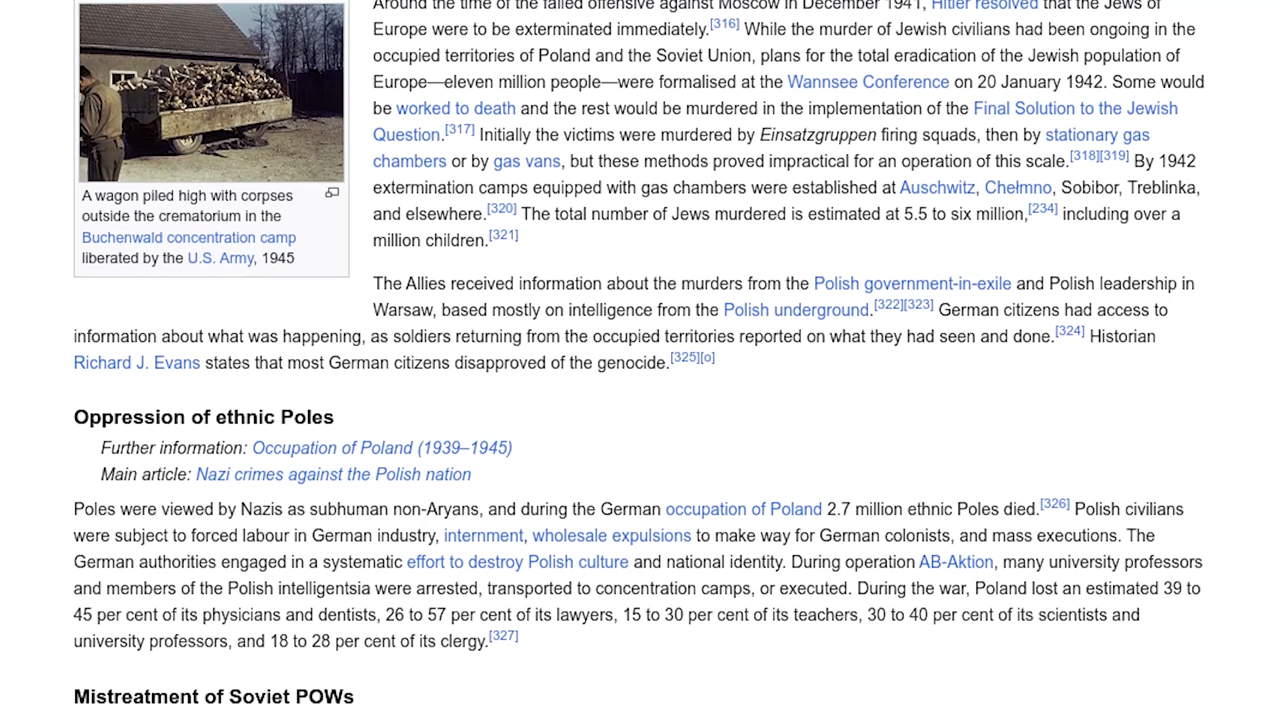 Around the time of the failed offensive against Moscow in December 1941, Hitler resolved that the Jews of
Europe were to be exterminated immediately.[316] While the murder of Jewish civilians had been ongoing in the
occupied territories of Poland and the Soviet Union, plans for the total eradication of the Jewish population of
Europe—eleven million people—were formalised at the Wannsee Conference on 20 January 1942. Some would
be worked to death and the rest would be murdered in the implementation of the Final Solution to the Jewish
Question.[317] Initially the victims were murdered by Einsatzgruppen firing squads, then by stationary gas
chambers or by gas vans, but these methods proved impractical for an operation of this scale.[318][319] By 1942
extermination camps equipped with gas chambers were established at Auschwitz, Chełmno, Sobibor, Treblinka,
and elsewhere.[320] The total number of Jews murdered is estimated at 5.5 to six million,[234] including over a
million children.[321]
A wagon piled high with corpses
outside the crematorium in the
Buchenwald concentration camp
liberated by the U.S. Army, 1945
The Allies received information about the murders from the Polish government-in-exile and Polish leadership in
Warsaw, based mostly on intelligence from the Polish underground.[322][323] German citizens had access to
information about what was happening, as soldiers returning from the occupied territories reported on what they had seen and done.[324] Historian
Richard J. Evans states that most German citizens disapproved of the genocide.[325][o]
Oppression of ethnic Poles
Further information: Occupation of Poland (1939–1945)
Main article: Nazi crimes against the Polish nation
Poles were viewed by Nazis as subhuman non-Aryans, and during the German occupation of Poland 2.7 million ethnic Poles died.[326] Polish civilians
were subject to forced labour in German industry, internment, wholesale expulsions to make way for German colonists, and mass executions. The
German authorities engaged in a systematic effort to destroy Polish culture and national identity. During operation AB-Aktion, many university professors
and members of the Polish intelligentsia were arrested, transported to concentration camps, or executed. During the war, Poland lost an estimated 39 to
45 per cent of its physicians and dentists, 26 to 57 per cent of its lawyers, 15 to 30 per cent of its teachers, 30 to 40 per cent of its scientists and
university professors, and 18 to 28 per cent of its clergy.[327]
Mistreatment of Soviet POWs